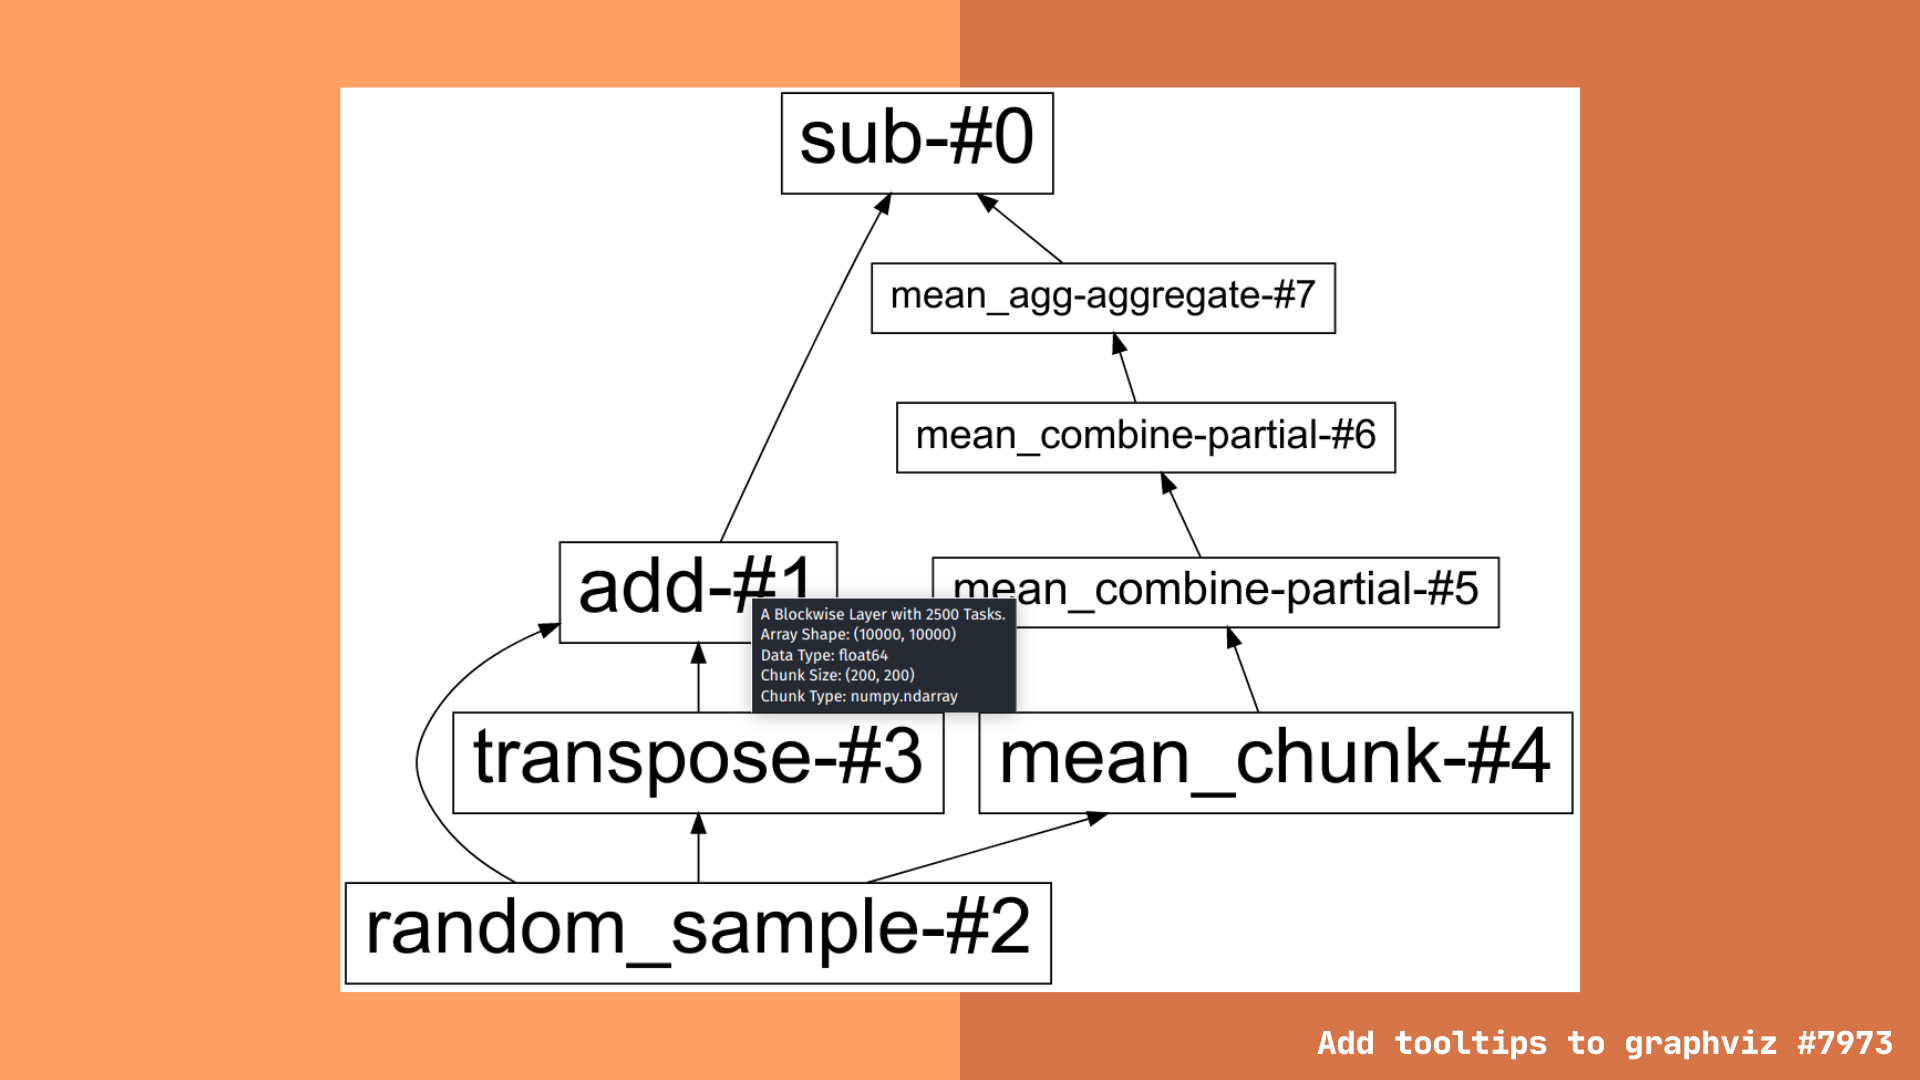 sub-#0
mean_agg-aggregate-#7
mean_combine-partial-#6
add-#1
mean_combine-partial-#5
A Blockwise Layer with 2500 Tasks.
Array Shape: (10000, 10000)
Data Type: float64
Chunk Size: (200, 200)
Chunk Type: numpy.ndarray
transpose-#3
mean_chunk-#4
random_sample-#2
Add tooltips to graphviz #7973